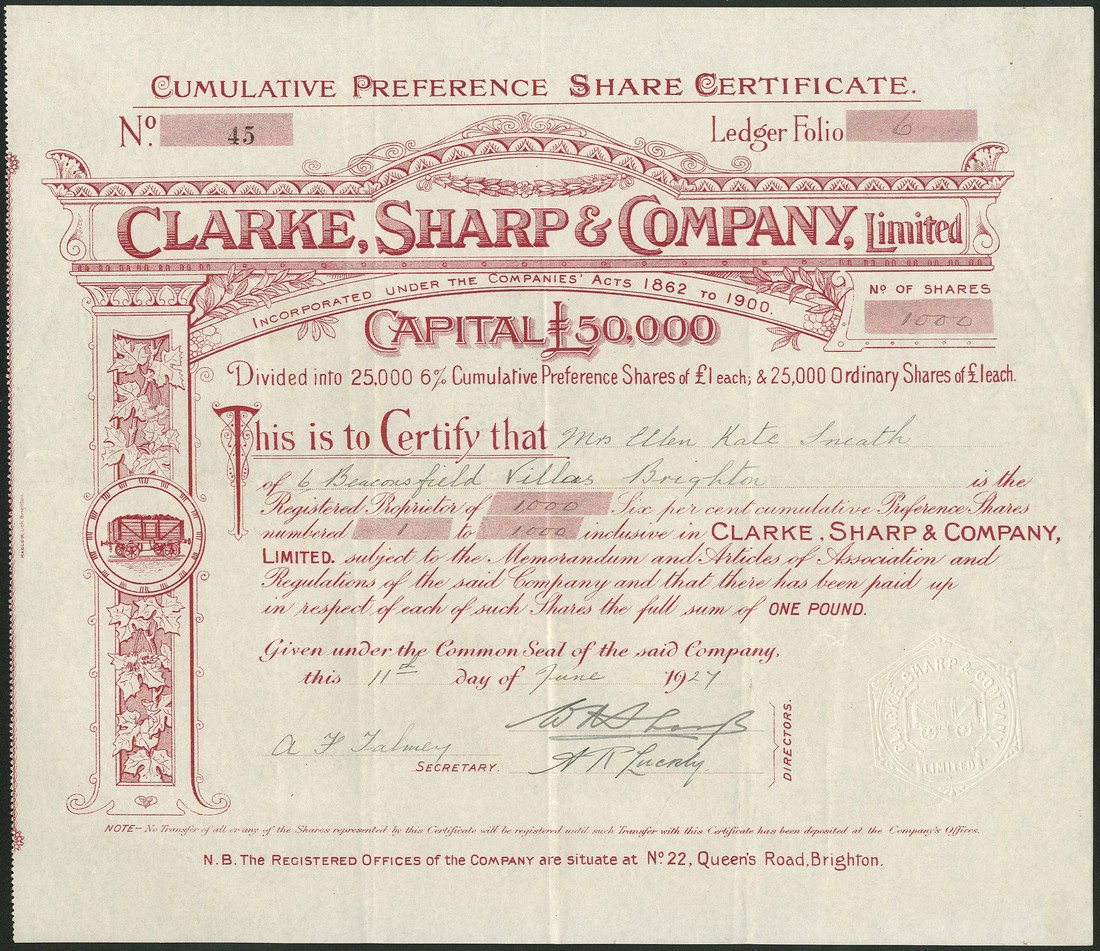 CUMULATIVE PREFERENCE SHARE CERTIFICATE.
No. 45 Ledger Folio 6
CLARKE, SHARP & COMPANY, Limited
INCORPORATED UNDER THE COMPANIES' ACTS 1862 TO 1900.
No OF SHARES
1000
CAPITAL £50,000
Divided into 25,000 6% Cumulative Preference Shares of £1 each; & 25,000 Ordinary Shares of £1 each.
This is to Certify that Mrs Ellen Kate Sneath
of 6 Beaconsfield Villas Brighton is the
Registered Proprietor of 1000 Six per cent cumulative Preference Shares
numbered 1 to 1000 inclusive in CLARKE, SHARP & COMPANY,
LIMITED. subject to the Memorandum and Articles of Association and
Regulations of the said Company and that there has been paid up
in respect of each of such Shares the full sum of ONE POUND.
Given under the Common Seal of the said Company,
this 11th day of June 1927
A F Talmey
SECRETARY.
DIRECTORS.
CLARKE, SHARP & COMPANY
LIMITED
NOTE— No Transfer of all or any of the Shares represented by this Certificate will be registered until such Transfer with this Certificate has been deposited at the Company's Offices.
N.B. The REGISTERED OFFICES of the COMPANY are situate at No. 22, Queen's Road, Brighton.